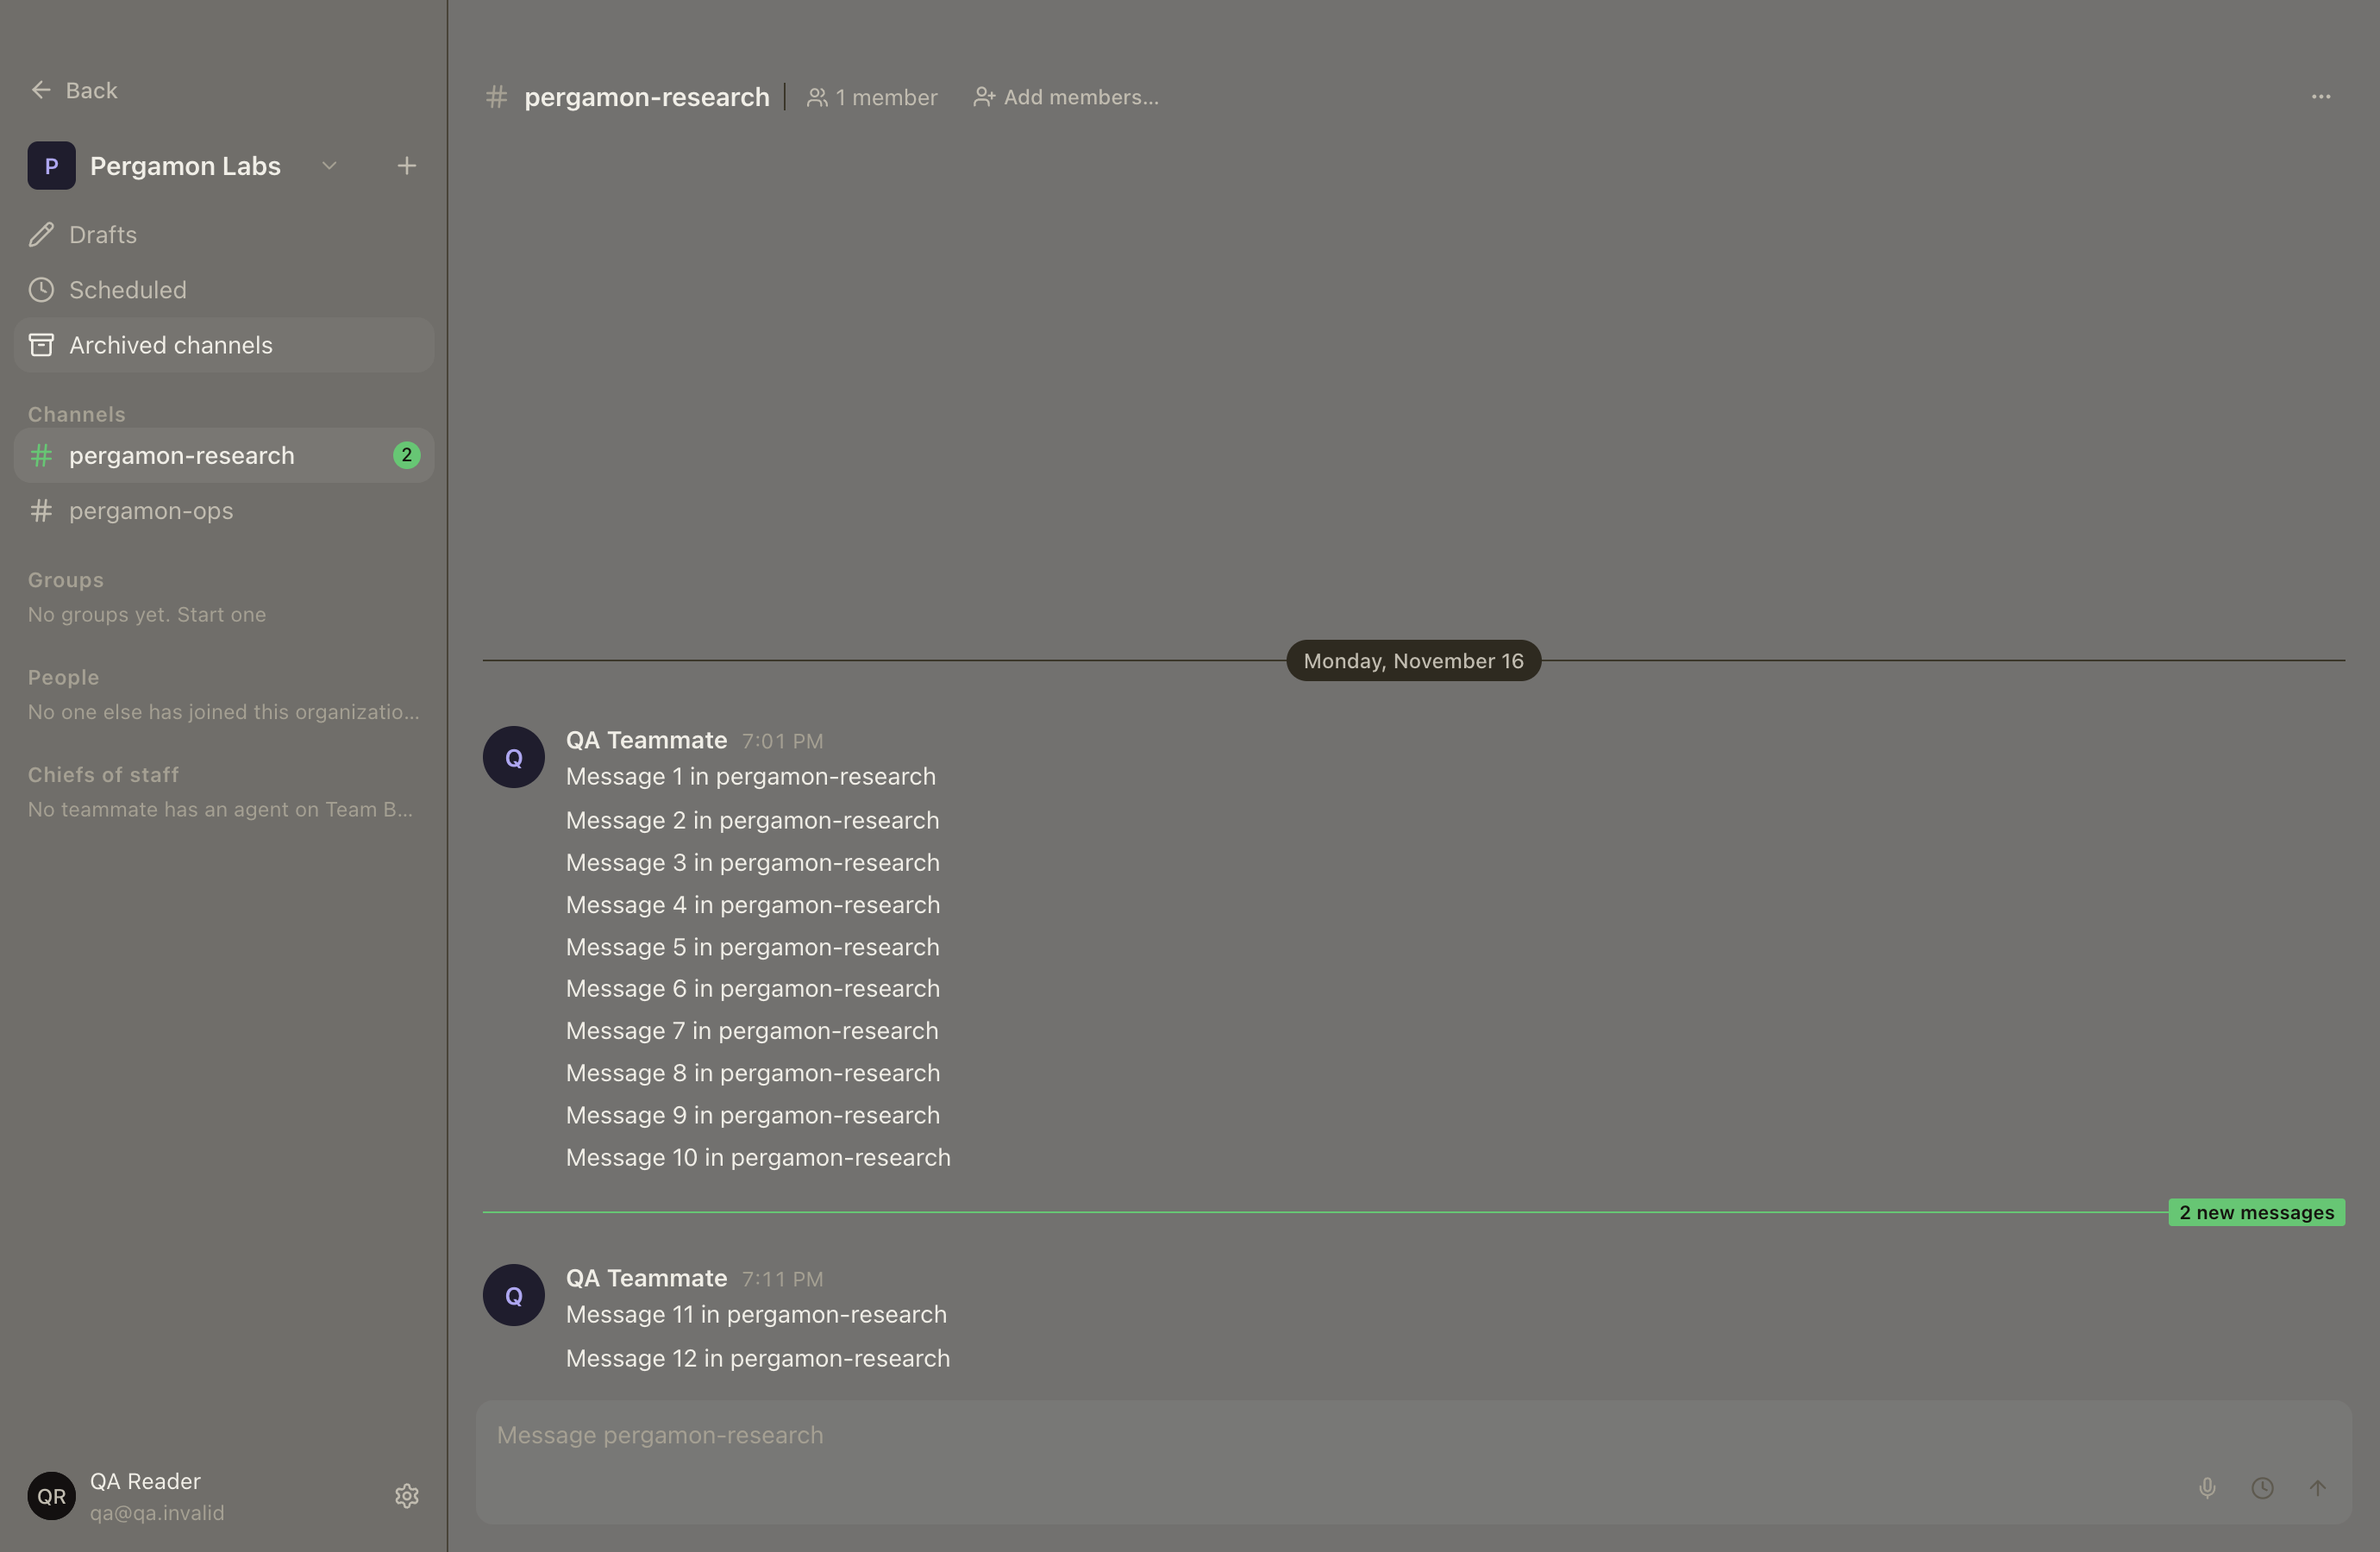 Back
P Pergamon Labs
Drafts
Scheduled
Archived channels
Channels
# pergamon-research 2
# pergamon-ops
Groups
No groups yet. Start one
People
No one else has joined this organizatio...
Chiefs of staff
No teammate has an agent on Team B...
QR QA Reader
qa@qa.invalid
# pergamon-research 1 member Add members...
Monday, November 16
Q QA Teammate 7:01 PM
Message 1 in pergamon-research
Message 2 in pergamon-research
Message 3 in pergamon-research
Message 4 in pergamon-research
Message 5 in pergamon-research
Message 6 in pergamon-research
Message 7 in pergamon-research
Message 8 in pergamon-research
Message 9 in pergamon-research
Message 10 in pergamon-research
2 new messages
Q QA Teammate 7:11 PM
Message 11 in pergamon-research
Message 12 in pergamon-research
Message pergamon-research